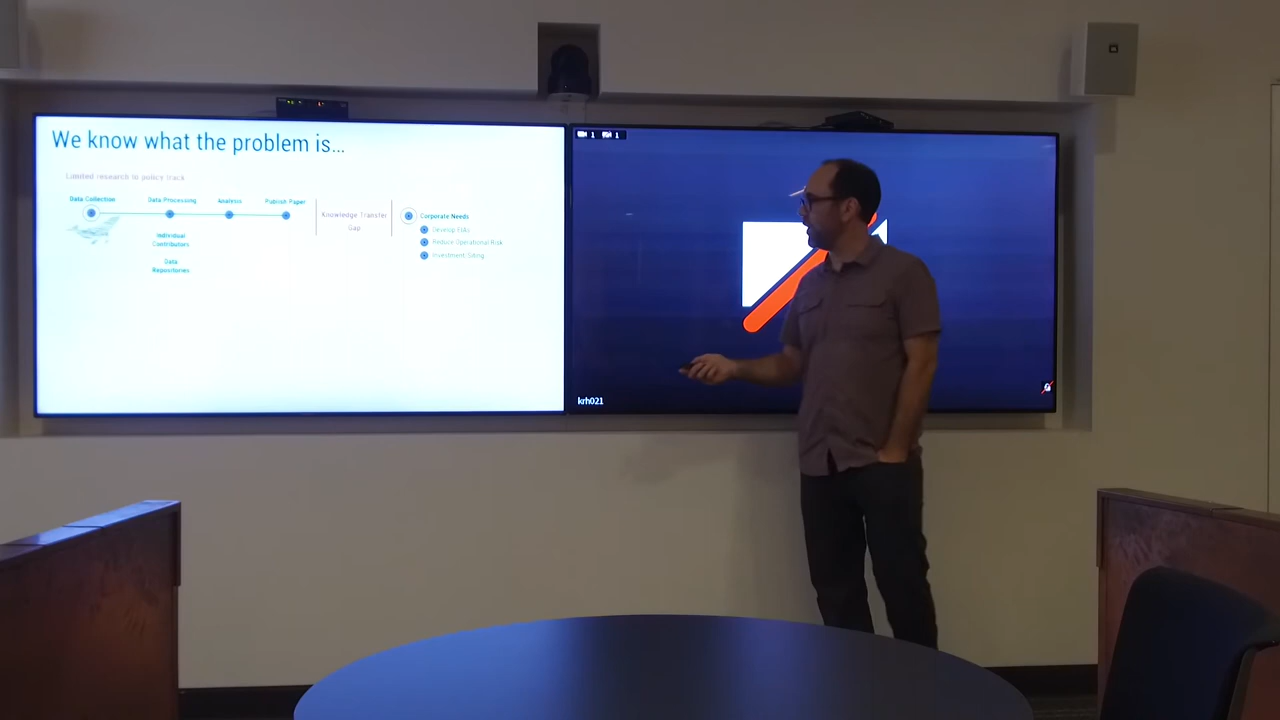 We know what the problem is...
Limited research to policy track
Data Collection
Data Processing
Analysis
Publish Paper
Individual
Contributors
Data
Repositories
Knowledge Transfer
Gap
Corporate Needs
Develop EIAs
Reduce Operational Risk
Investment, Siting
krh021